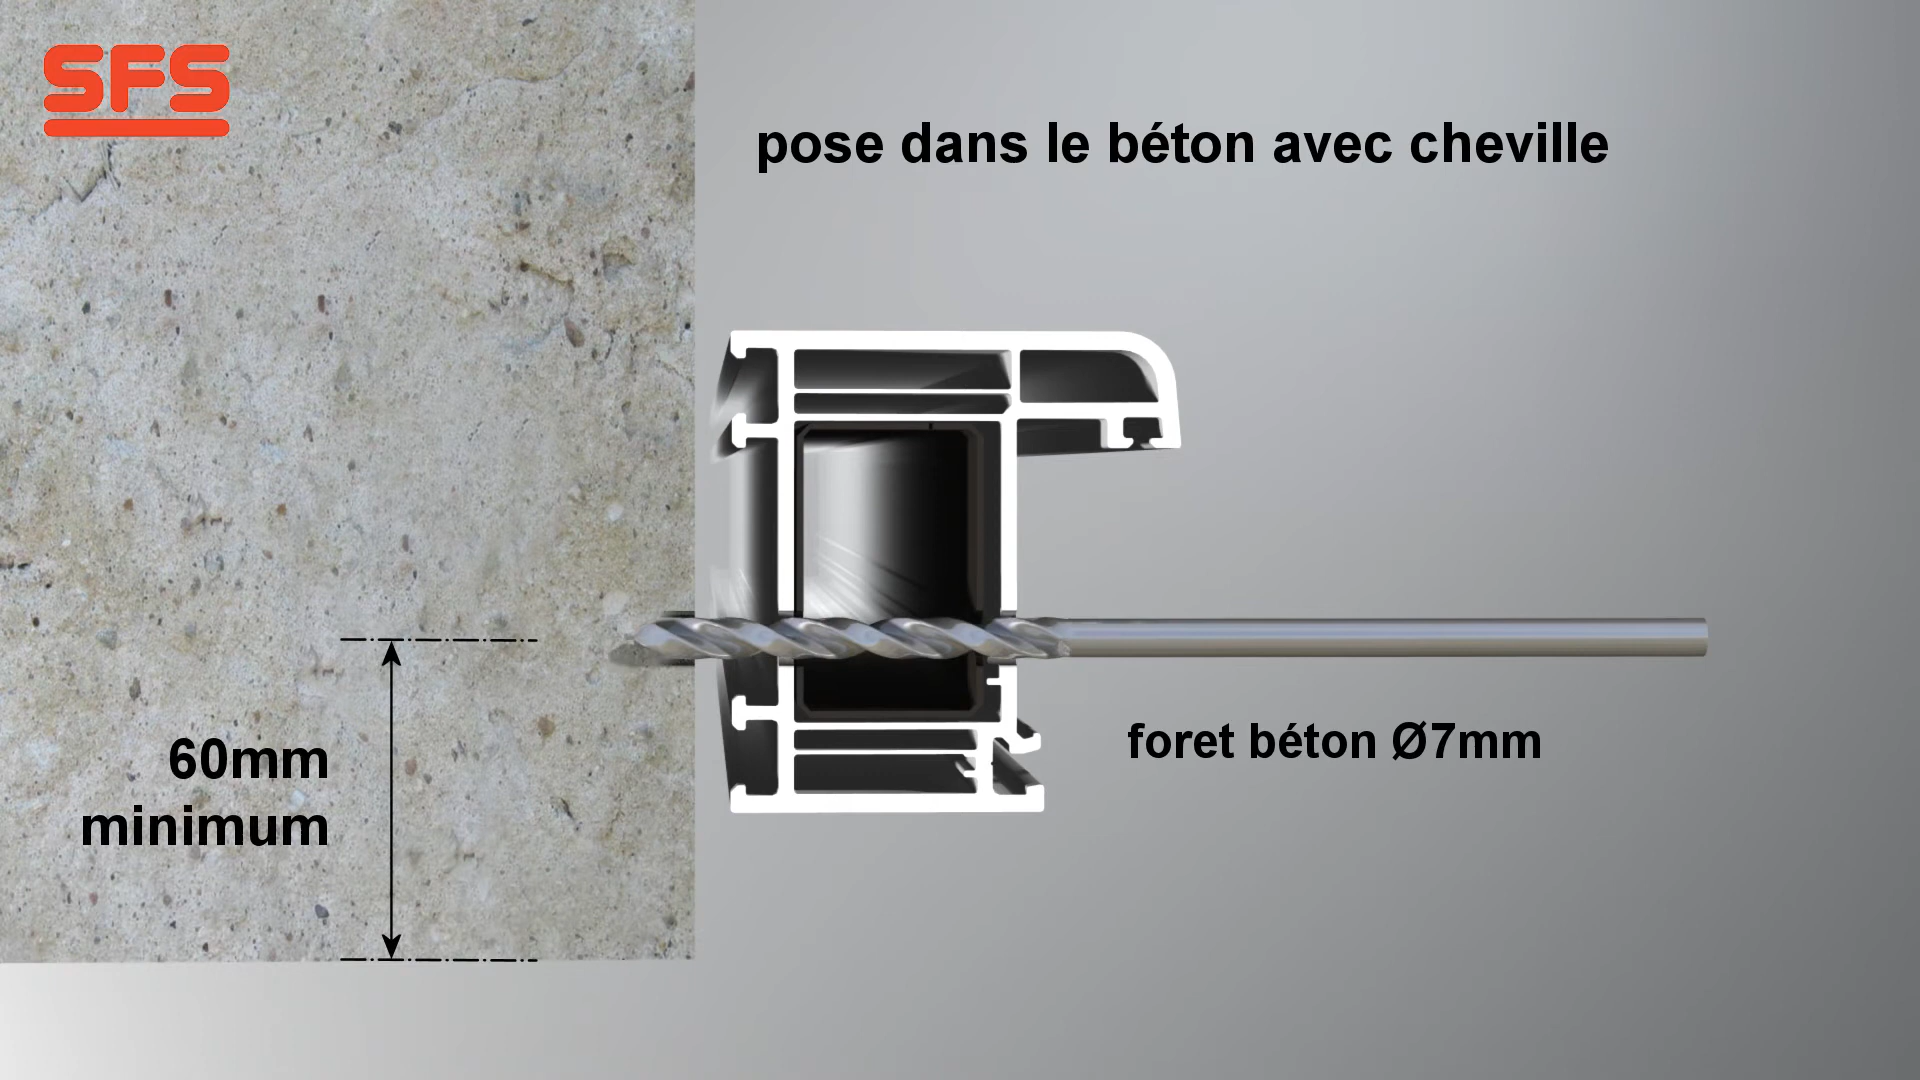 SFS
pose dans le béton avec cheville
60mm
minimum
foret béton Ø7mm